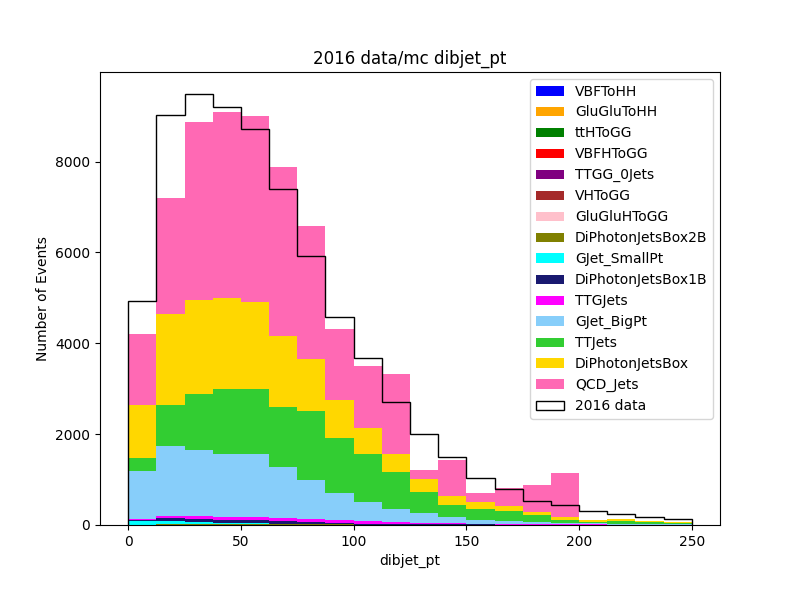 2016 data/mc dibjet_pt
VBFToHH
GluGluToHH
ttHToGG
VBFHToGG
TTGG_0Jets
VHToGG
GluGluHToGG
DiPhotonJetsBox2B
GJet_SmallPt
DiPhotonJetsBox1B
TTGJets
GJet_BigPt
TTJets
DiPhotonJetsBox
QCD_Jets
2016 data
Number of Events
8000
6000
4000
2000
0
0 50 100 150 200 250
dibjet_pt